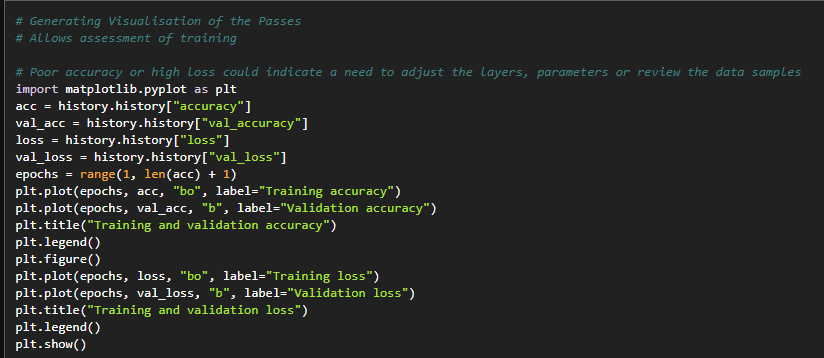 # Generating Visualisation of the Passes
# Allows assessment of training
# Poor accuracy or high loss could indicate a need to adjust the layers, parameters or review the data samples
import matplotlib.pyplot as plt
acc = history.history["accuracy"]
val_acc = history.history["val_accuracy"]
loss = history.history["loss"]
val_loss = history.history["val_loss"]
epochs = range(1, len(acc) + 1)
plt.plot(epochs, acc, "bo", label="Training accuracy")
plt.plot(epochs, val_acc, "b", label="Validation accuracy")
plt.title("Training and validation accuracy")
plt.legend()
plt.figure()
plt.plot(epochs, loss, "bo", label="Training loss")
plt.plot(epochs, val_loss, "b", label="Validation loss")
plt.title("Training and validation loss")
plt.legend()
plt.show()